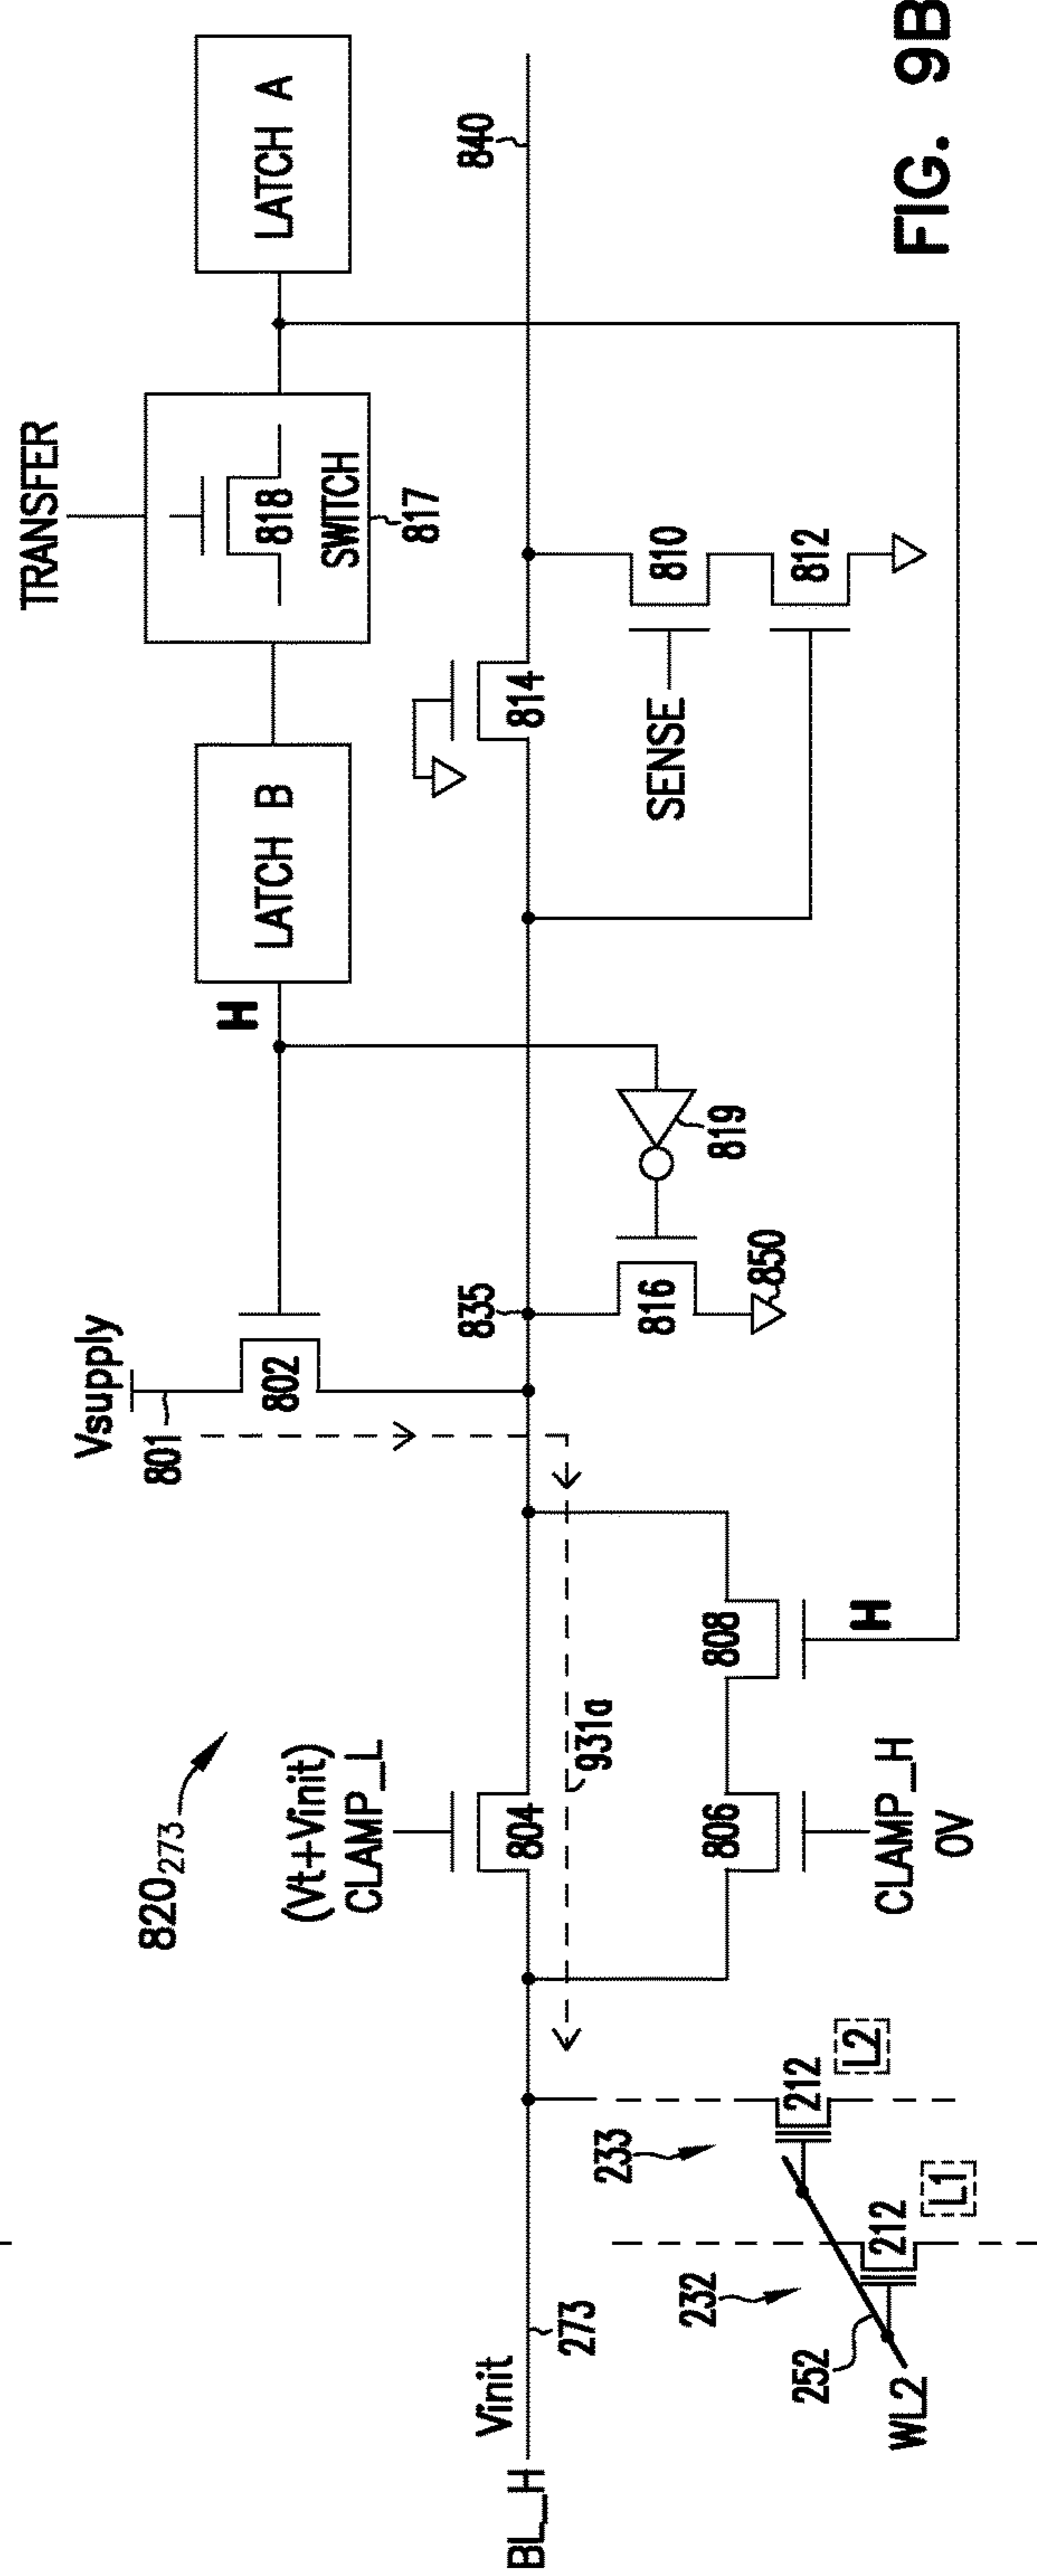 TRANSFER
LATCH B
818
SWITCH
817
LATCH A
H
Vsupply
801
802
820273
(Vt+Vinit)
CLAMP_L
804
814
840
BL_H
Vinit
273
835
931a
806
808
816
850
819
SENSE
810
812
CLAMP_H
0V
H
233
212
L2
232
212
L1
252
WL2
FIG. 9B